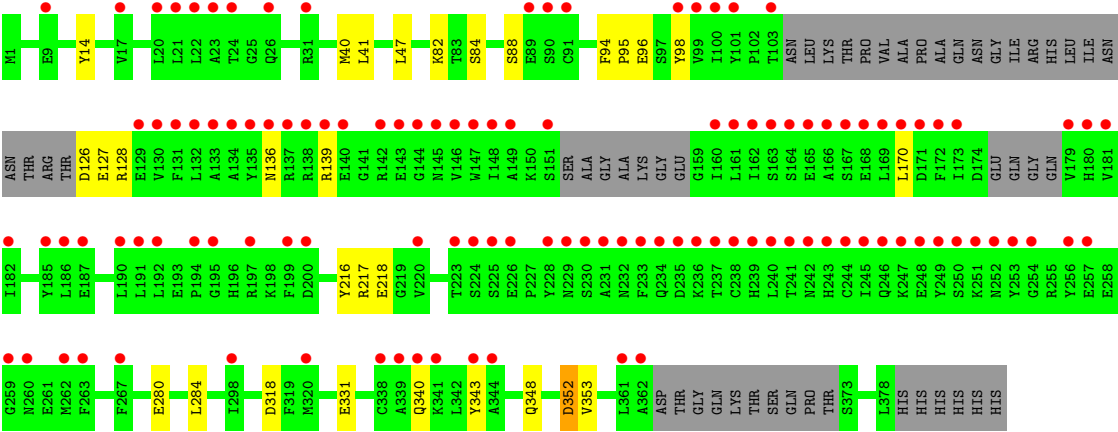 M1 E9 Y14 V17 L20 L21 L22 A23 T24 G25 Q26 R31 M40 L41 L47 K82 T83 S84 S88 E89 S90 C91 F94 P95 E96 S97 Y98 V99 I100 Y101 P102 T103 ASN LEU LYS THR PRO VAL ALA PRO ALA GLN ASN GLY ILE ARG HIS LEU ILE ASN
ASN THR ARG THR D126 E127 R128 E129 V130 F131 L132 A133 A134 Y135 N136 R137 R138 R139 E140 G141 R142 E143 G144 N145 V146 W147 I148 A149 K150 S151 SER ALA GLY ALA LYS GLY GLU G159 I160 L161 I162 S163 S164 E165 A166 S167 E168 L169 L170 D171 F172 I173 D174 GLU GLN GLY GLN V179 H180 V181
I182 Y185 L186 E187 L190 L191 L192 E193 P194 G195 H196 R197 K198 F199 D200 Y216 R217 E218 G219 V220 T223 S224 S225 E226 P227 Y228 N229 S230 A231 N232 F233 Q234 D235 K236 T237 C238 H239 L240 T241 N242 H243 C244 I245 Q246 K247 E248 Y249 S250 K251 N252 Y253 G254 R255 Y256 E257 E258
G259 N260 E261 M262 F263 F267 E280 L284 I298 D318 F319 M320 E331 C338 A339 Q340 K341 L342 Y343 A344 Q348 D352 V353 L361 A362 ASP THR GLY GLN LYS THR SER GLN PRO THR S373 L378 HIS HIS HIS HIS HIS HIS